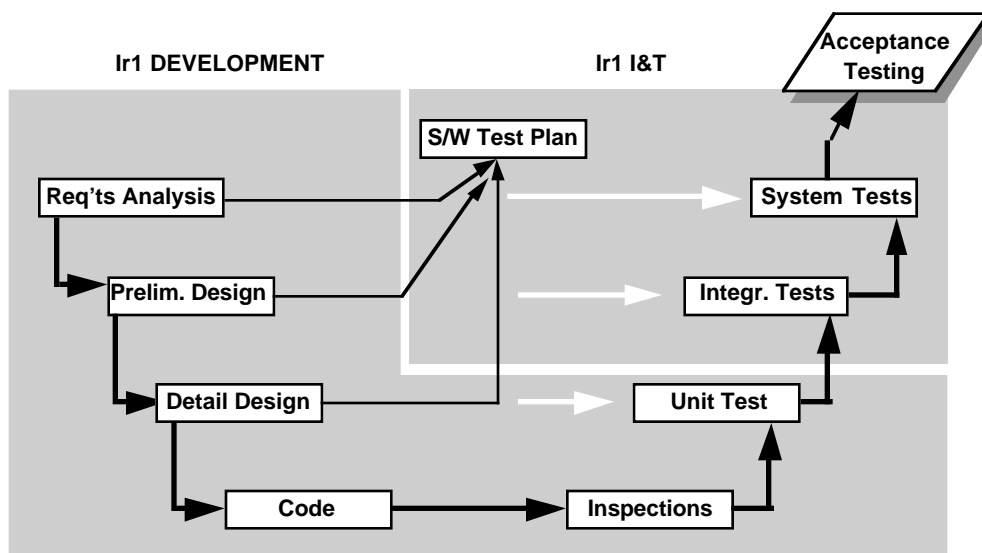 Acceptance
Testing
Ir1 DEVELOPMENT
Ir1 I&T
S/W Test Plan
Req'ts Analysis
System Tests
Prelim. Design
Integr. Tests
Detail Design
Unit Test
Code
Inspections